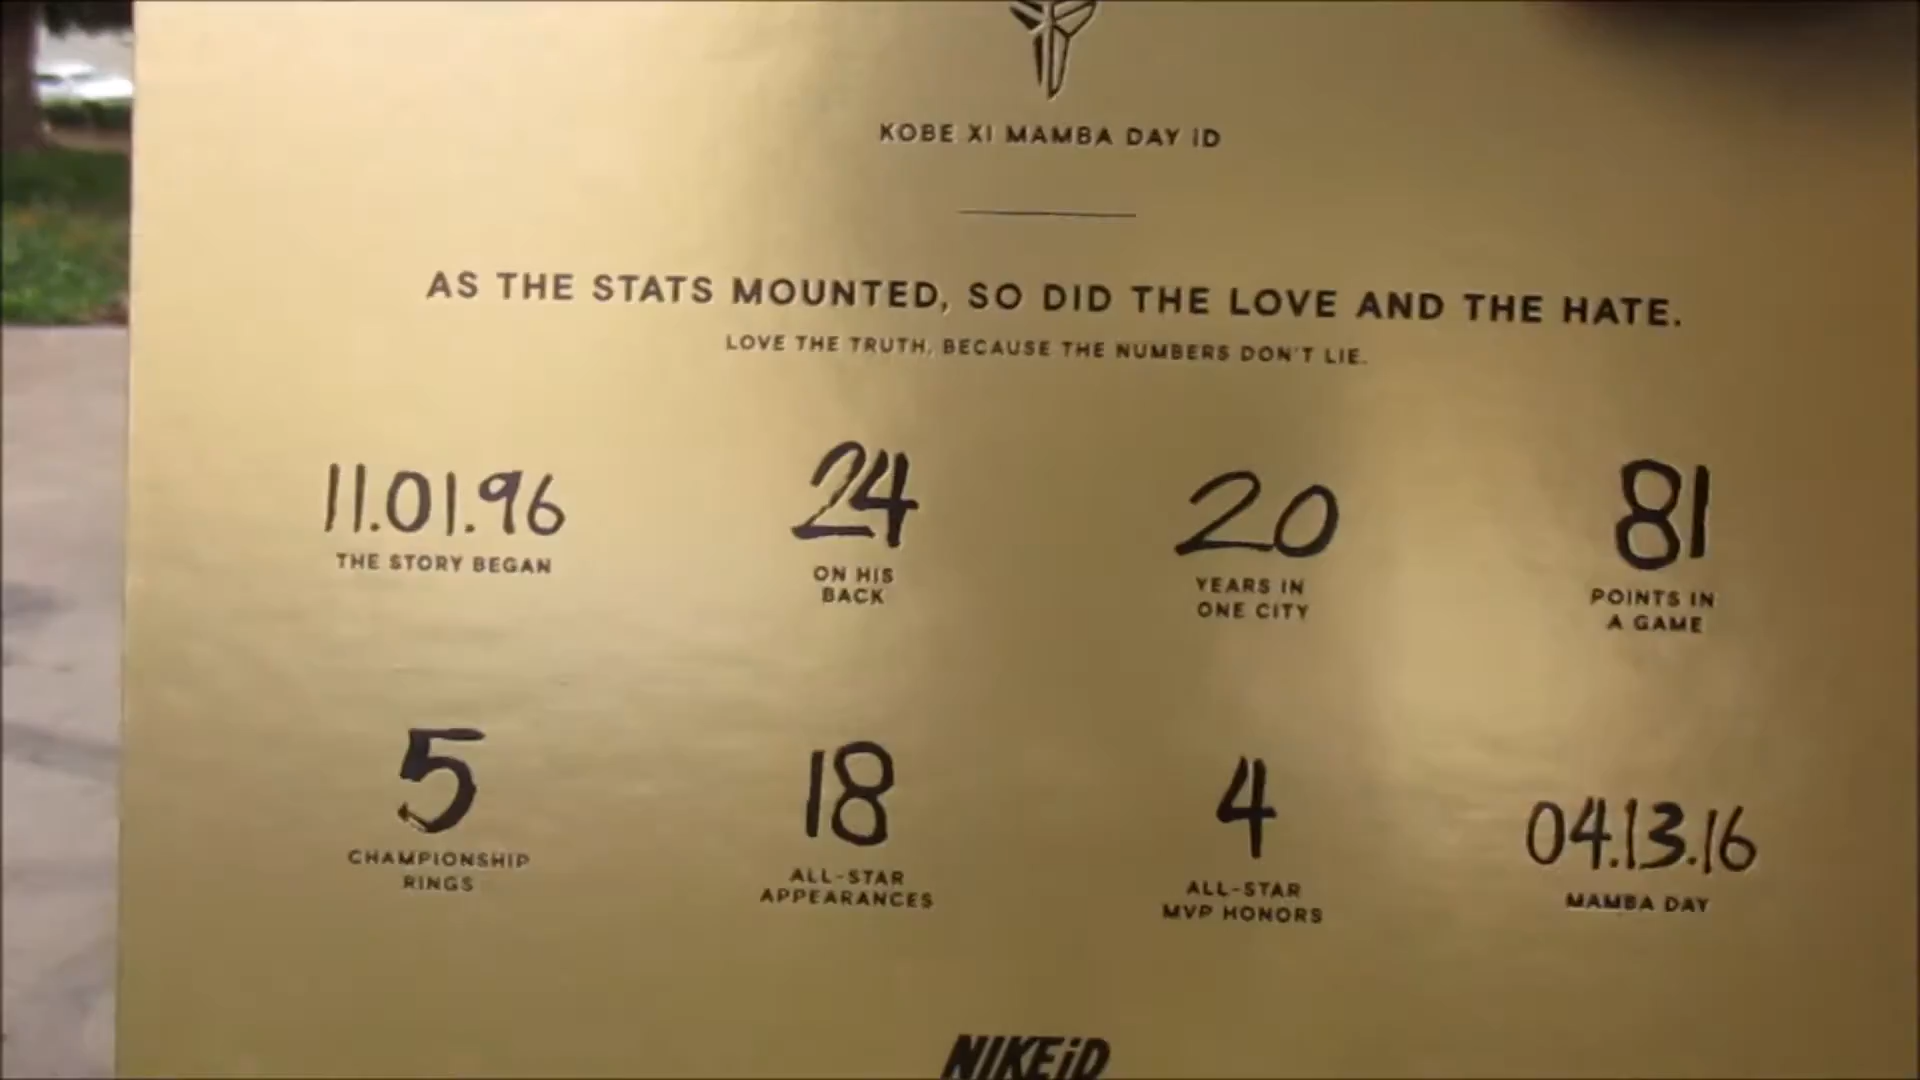 KOBE XI MAMBA DAY iD
AS THE STATS MOUNTED, SO DID THE LOVE AND THE HATE.
LOVE THE TRUTH, BECAUSE THE NUMBERS DON'T LIE.
11.01.96
THE STORY BEGAN
24
ON HIS
BACK
20
YEARS IN
ONE CITY
81
POINTS IN
A GAME
5
CHAMPIONSHIP
RINGS
18
ALL-STAR
APPEARANCES
4
ALL-STAR
MVP HONORS
04.13.16
MAMBA DAY
NIKEiD